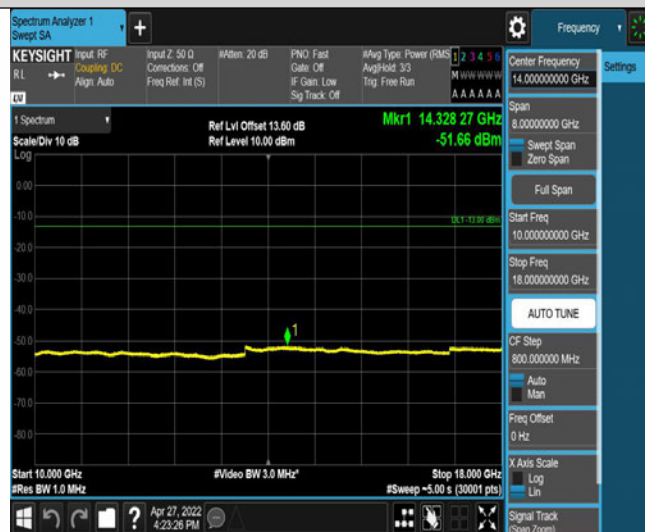 Spectrum Analyzer 1
Swept SA
Frequency
KEYSIGHT
RL
Input: RF
Coupling: DC
Align: Auto
Input Z: 50 Ω
Corrections: Off
Freq Ref: Int (S)
#Atten: 20 dB
PNO: Fast
Gate: Off
IF Gain: Low
Sig Track: Off
#Avg Type: Power (RMS
Avg|Hold: 3/3
Trig: Free Run
1 2 3 4 5 6
M W W W W W
A A A A A A
LXI
1 Spectrum
Scale/Div 10 dB
Log
Ref Lvl Offset 13.60 dB
Ref Level 10.00 dBm
Mkr1 14.328 27 GHz
-51.66 dBm
0.00
-10.0
DL1 -13.00 dBm
-20.0
-30.0
-40.0
-50.0
1
-60.0
-70.0
-80.0
Start 10.000 GHz
#Res BW 1.0 MHz
#Video BW 3.0 MHz*
Stop 18.000 GHz
#Sweep ~5.00 s (30001 pts)
Apr 27, 2022
4:23:26 PM
?
Center Frequency
14.000000000 GHz
Settings
Span
8.00000000 GHz
Swept Span
Zero Span
Full Span
Start Freq
10.000000000 GHz
Stop Freq
18.000000000 GHz
AUTO TUNE
CF Step
800.000000 MHz
Auto
Man
Freq Offset
0 Hz
X Axis Scale
Log
Lin
Signal Track
(Span Zoom)